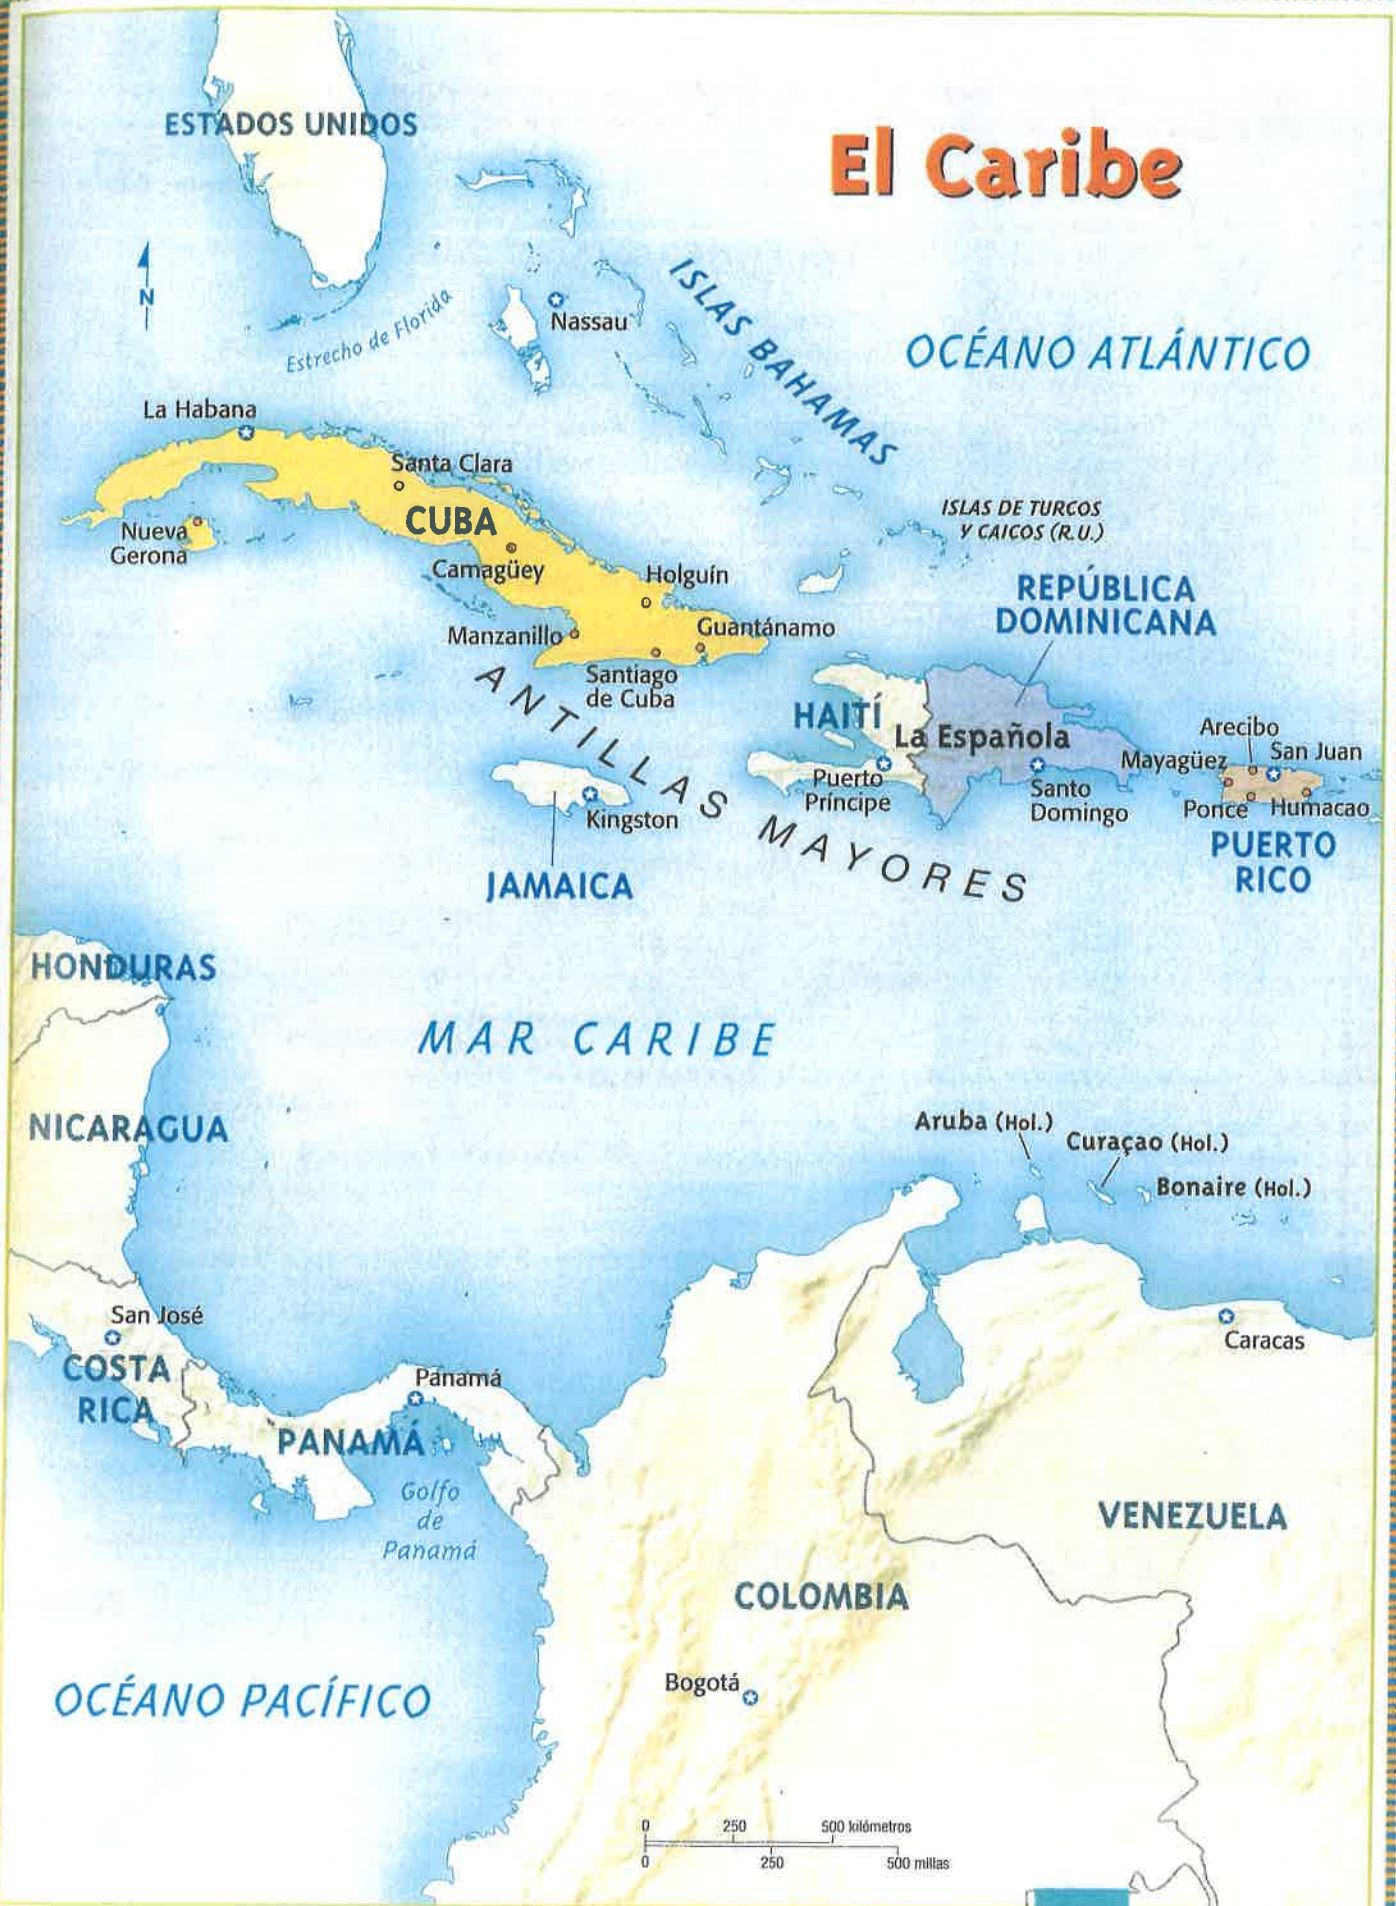 El Caribe
ESTADOS UNIDOS
N
Estrecho de Florida
Nassau
ISLAS BAHAMAS
OCÉANO ATLÁNTICO
La Habana
Santa Clara
CUBA
Nueva
Gerona
Camagüey
Holguín
Manzanillo
Guantánamo
Santiago
de Cuba
ISLAS DE TURCOS
Y CAICOS (R.U.)
REPÚBLICA
DOMINICANA
ANTILLAS MAYORES
HAITÍ
La Española
Puerto
Príncipe
Santo
Domingo
Arecibo
San Juan
Mayagüez
Ponce
Humacao
PUERTO
RICO
Kingston
JAMAICA
HONDURAS
MAR CARIBE
NICARAGUA
Aruba (Hol.)
Curaçao (Hol.)
Bonaire (Hol.)
San José
COSTA
RICA
Panamá
PANAMÁ
Golfo
de
Panamá
Caracas
VENEZUELA
COLOMBIA
Bogotá
OCÉANO PACÍFICO
0 250 500 kilómetros
0 250 500 millas